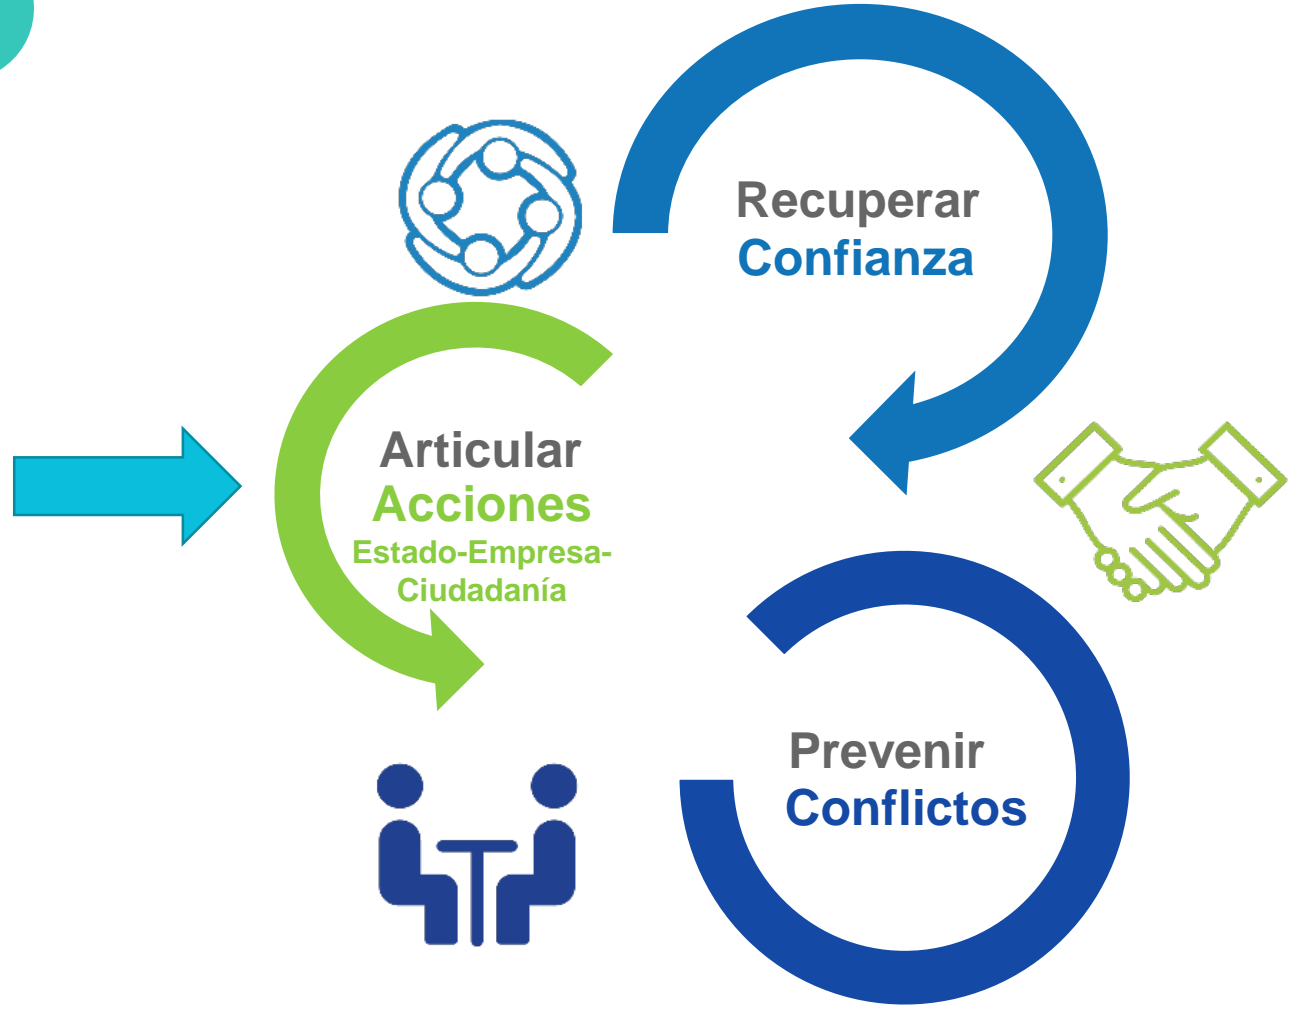 Recuperar
Confianza
Articular
Acciones
Estado-Empresa-
Ciudadanía
Prevenir
Conflictos